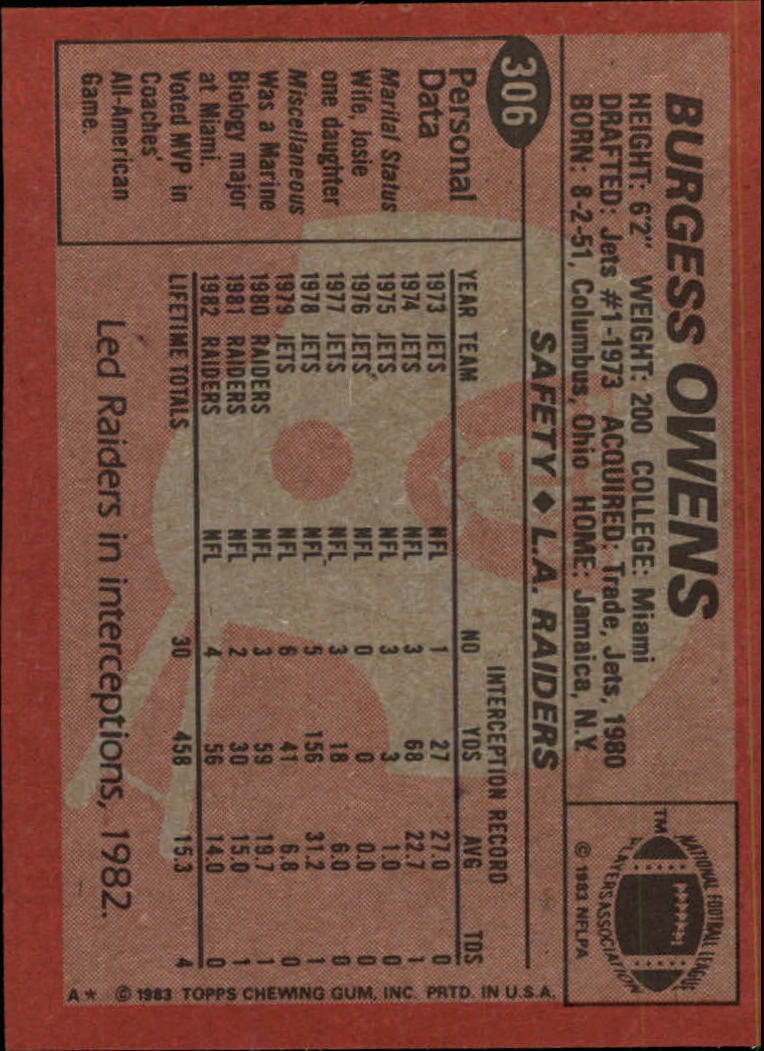 306
BURGESS OWENS
HEIGHT: 6'2" WEIGHT: 200 COLLEGE: Miami
DRAFTED: Jets #1-1973 ACQUIRED: Trade, Jets, 1980
BORN: 8-2-51, Columbus, Ohio HOME: Jamaica, N.Y.
SAFETY ◆ L.A. RAIDERS
NATIONAL FOOTBALL LEAGUE
PLAYERS ASSOCIATION
TM
© 1983 NFLPA
Personal
Data
Marital Status
Wife, Josie
one daughter
Miscellaneous
Was a Marine
Biology major
at Miami.
Voted MVP in
Coaches'
All-American
Game.
INTERCEPTION RECORD
YEAR TEAM NO YDS AVG TDS
1973 JETS NFL 1 27 27.0 0
1974 JETS NFL 3 68 22.7 1
1975 JETS NFL 3 3 1.0 0
1976 JETS NFL 0 0 0.0 0
1977 JETS NFL 3 18 6.0 0
1978 JETS NFL 5 156 31.2 1
1979 JETS NFL 6 41 6.8 0
1980 RAIDERS NFL 3 59 19.7 1
1981 RAIDERS NFL 2 30 15.0 1
1982 RAIDERS NFL 4 56 14.0 0
LIFETIME TOTALS 30 458 15.3 4
Led Raiders in interceptions, 1982.
A* © 1983 TOPPS CHEWING GUM, INC. PRTD. IN U.S.A.